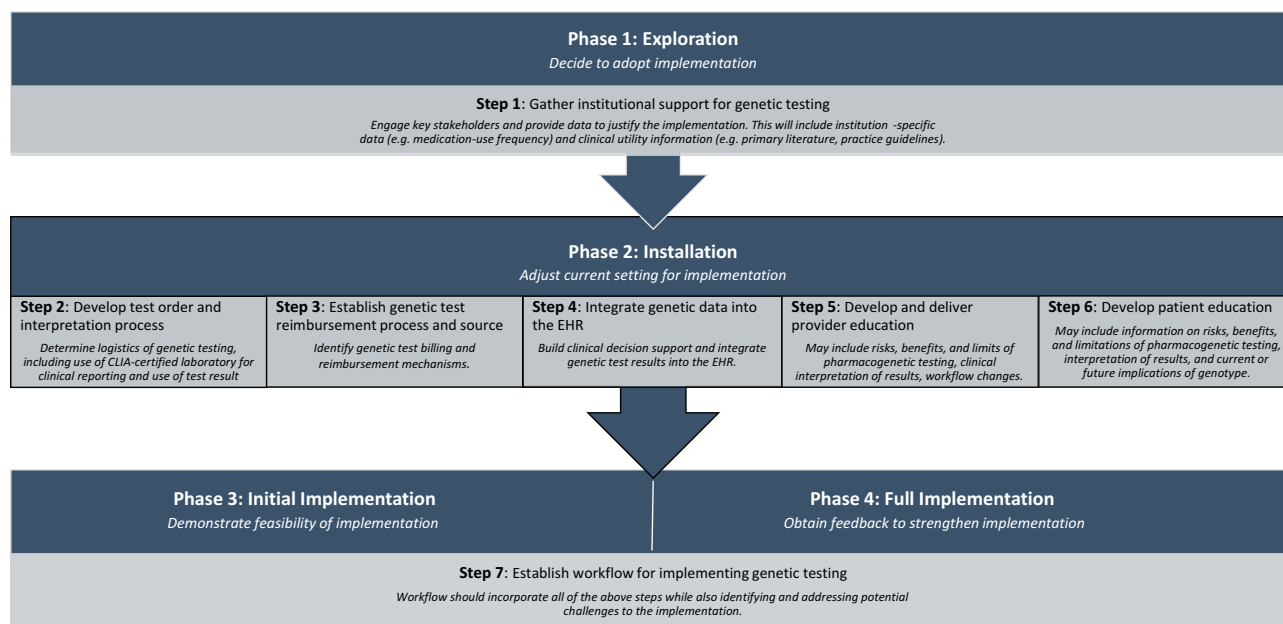 Phase 1: Exploration
Decide to adopt implementation
Step 1: Gather institutional support for genetic testing
Engage key stakeholders and provide data to justify the implementation. This will include institution -specific
data (e.g. medication-use frequency) and clinical utility information (e.g. primary literature, practice guidelines).
Phase 2: Installation
Adjust current setting for implementation
Step 2: Develop test order and
interpretation process
Determine logistics of genetic testing,
including use of CLIA-certified laboratory for
clinical reporting and use of test result
Step 3: Establish genetic test
reimbursement process and source
Identify genetic test billing and
reimbursement mechanisms.
Step 4: Integrate genetic data into
the EHR
Build clinical decision support and integrate
genetic test results into the EHR.
Step 5: Develop and deliver
provider education
May include risks, benefits, and limits of
pharmacogenetic testing, clinical
interpretation of results, workflow changes.
Step 6: Develop patient education
May include information on risks, benefits,
and limitations of pharmacogenetic testing,
interpretation of results, and current or
future implications of genotype.
Phase 3: Initial Implementation
Demonstrate feasibility of implementation
Phase 4: Full Implementation
Obtain feedback to strengthen implementation
Step 7: Establish workflow for implementing genetic testing
Workflow should incorporate all of the above steps while also identifying and addressing potential
challenges to the implementation.